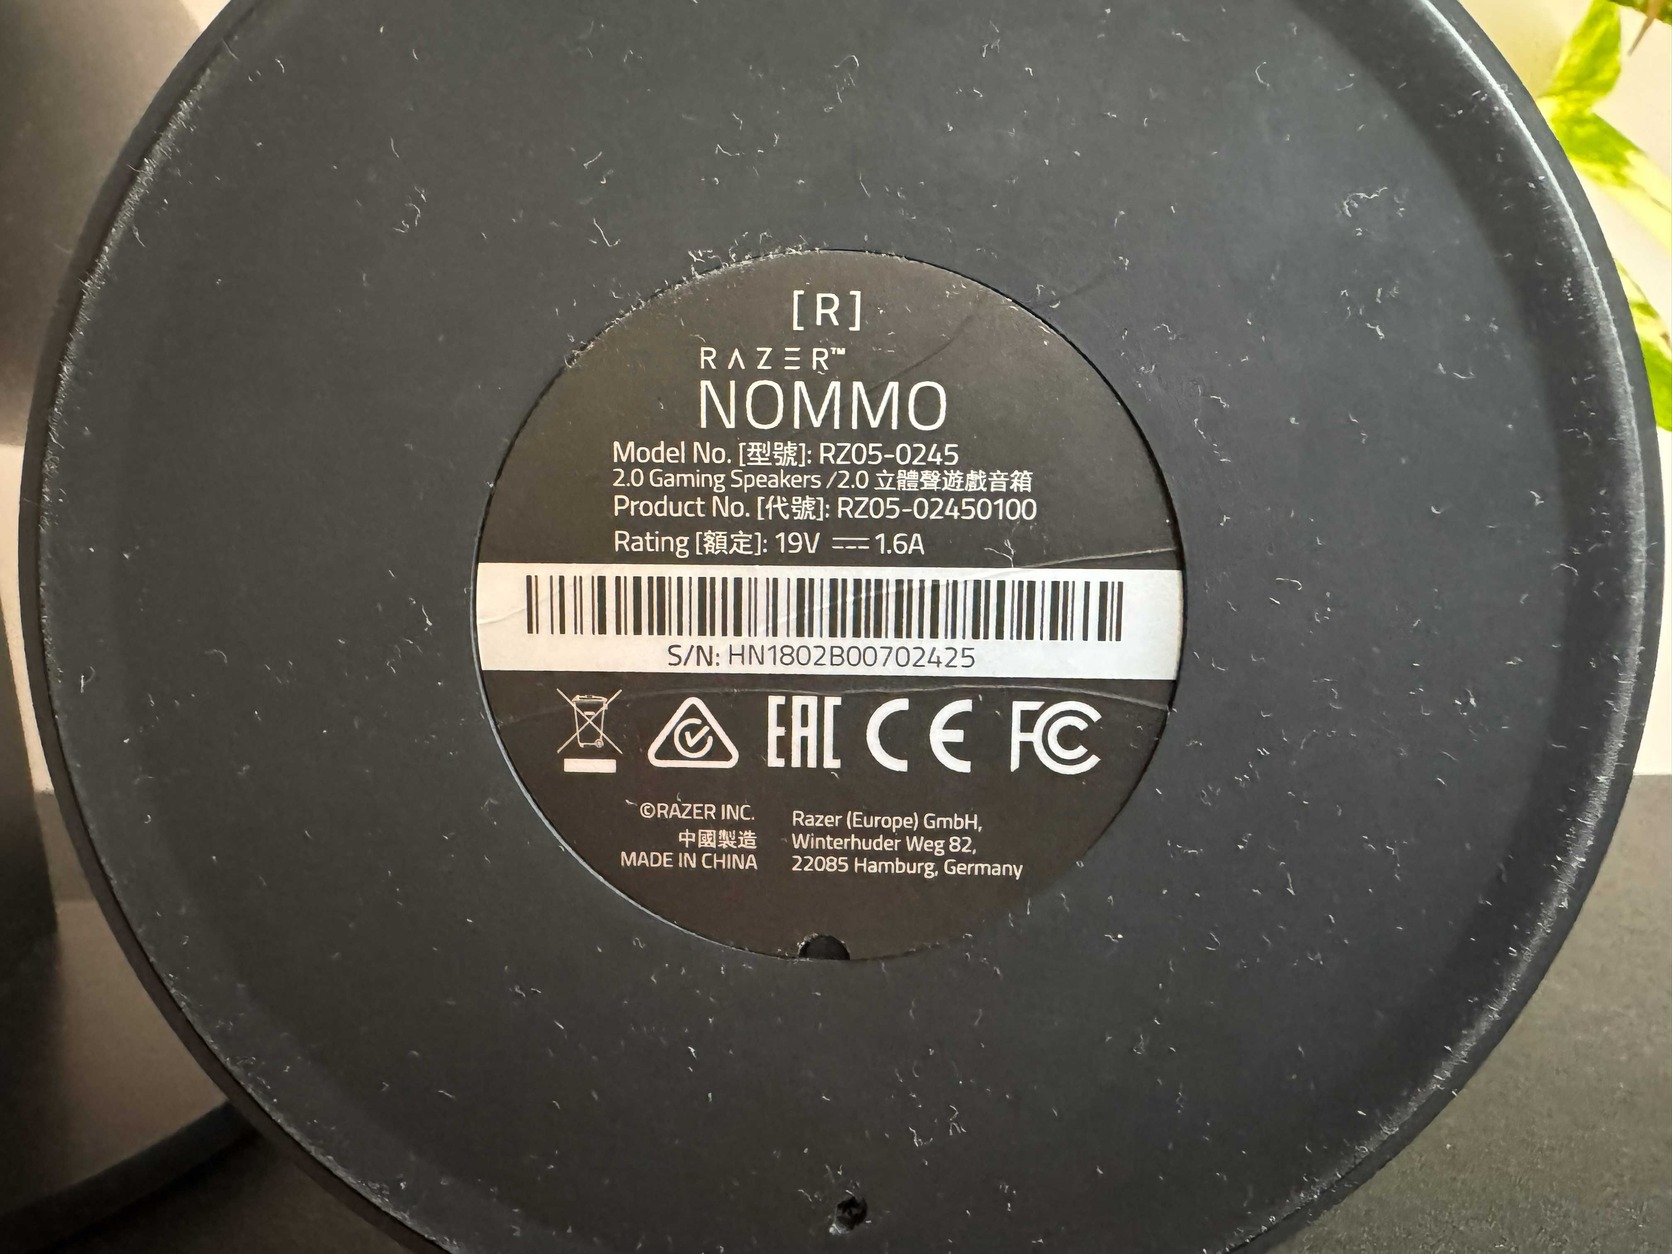 [R]
RAZER™
NOMMO
Model No. [型號]: RZ05-0245
2.0 Gaming Speakers /2.0 立體聲遊戲音箱
Product No. [代號]: RZ05-02450100
Rating [額定]: 19V ⎓ 1.6A
S/N: HN1802B00702425
EAC CE FC
©RAZER INC.
中國製造
MADE IN CHINA
Razer (Europe) GmbH,
Winterhuder Weg 82,
22085 Hamburg, Germany